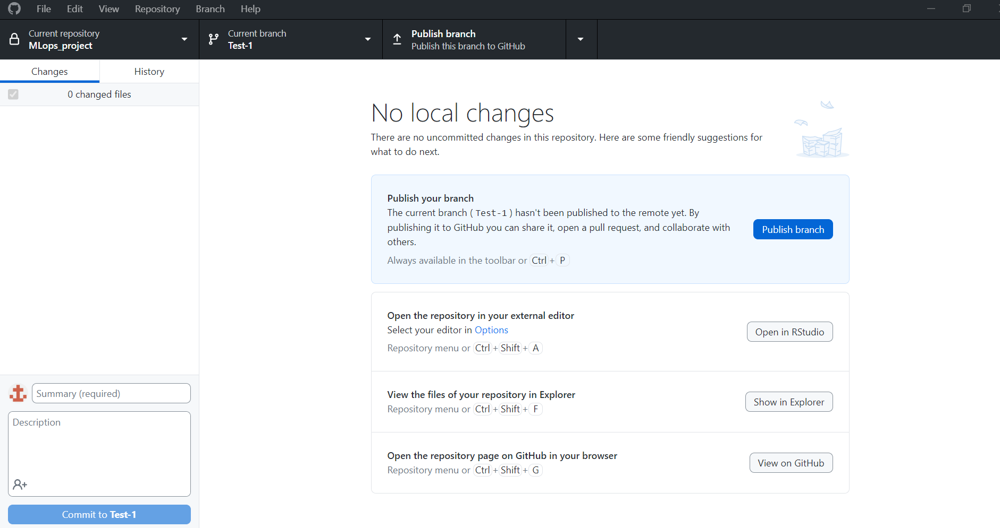 File Edit View Repository Branch Help
Current repository
MLops_project
Current branch
Test-1
Publish branch
Publish this branch to GitHub
Changes
History
0 changed files
No local changes
There are no uncommitted changes in this repository. Here are some friendly suggestions for
what to do next.
Publish your branch
The current branch ( Test-1 ) hasn't been published to the remote yet. By
publishing it to GitHub you can share it, open a pull request, and collaborate with
others.
Always available in the toolbar or Ctrl + P
Publish branch
Open the repository in your external editor
Select your editor in Options
Repository menu or Ctrl + Shift + A
Open in RStudio
View the files of your repository in Explorer
Repository menu or Ctrl + Shift + F
Show in Explorer
Open the repository page on GitHub in your browser
Repository menu or Ctrl + Shift + G
View on GitHub
Summary (required)
Description
Commit to Test-1